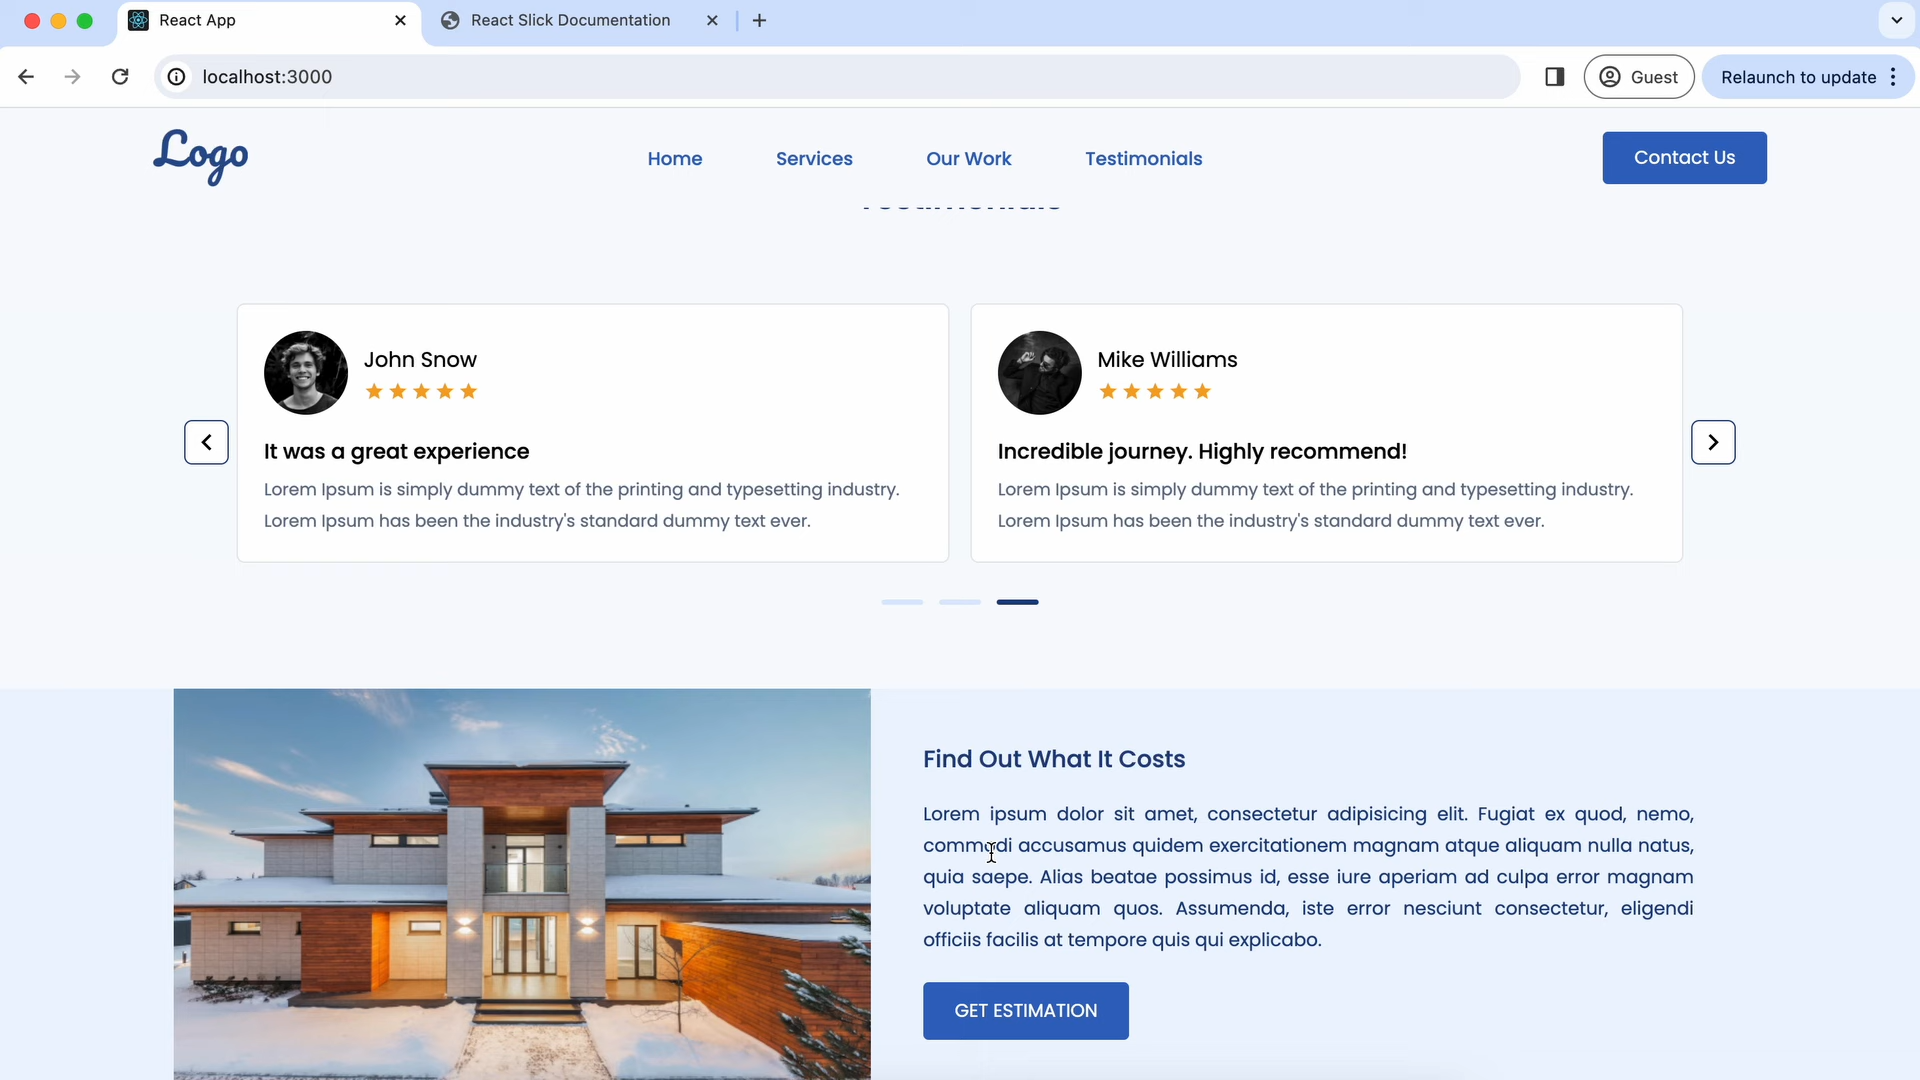 React App
React Slick Documentation
localhost:3000
Guest
Relaunch to update
Logo
Home
Services
Our Work
Testimonials
Contact Us
Testimonials
John Snow
It was a great experience
Lorem Ipsum is simply dummy text of the printing and typesetting industry.
Lorem Ipsum has been the industry's standard dummy text ever.
Mike Williams
Incredible journey. Highly recommend!
Lorem Ipsum is simply dummy text of the printing and typesetting industry.
Lorem Ipsum has been the industry's standard dummy text ever.
Find Out What It Costs
Lorem ipsum dolor sit amet, consectetur adipisicing elit. Fugiat ex quod, nemo,
commodi accusamus quidem exercitationem magnam atque aliquam nulla natus,
quia saepe. Alias beatae possimus id, esse iure aperiam ad culpa error magnam
voluptate aliquam quos. Assumenda, iste error nesciunt consectetur, eligendi
officiis facilis at tempore quis qui explicabo.
GET ESTIMATION